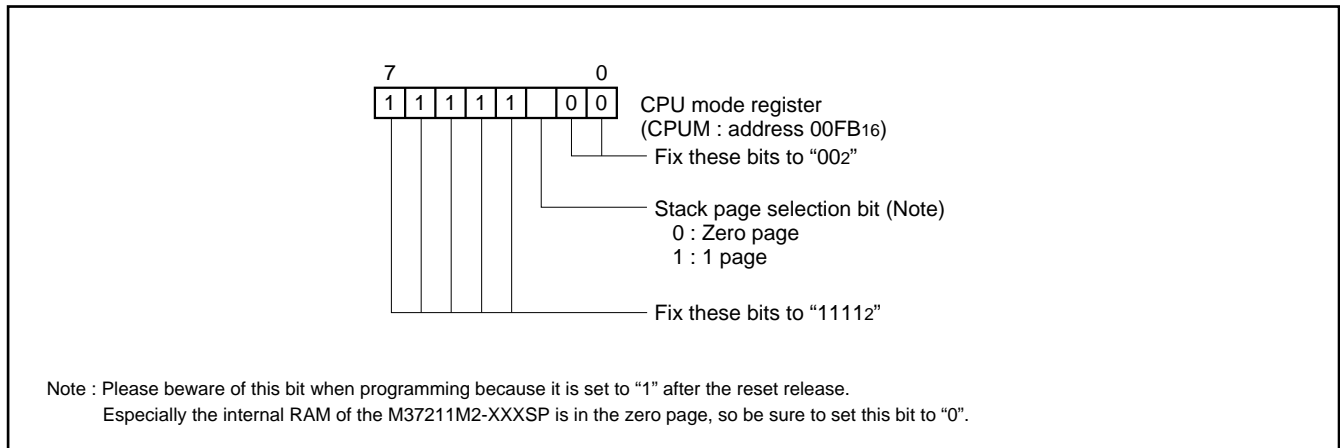 7 0
1 1 1 1 1 0 0 CPU mode register
(CPUM : address 00FB16)
Fix these bits to “002”
Stack page selection bit (Note)
0 : Zero page
1 : 1 page
Fix these bits to “11112”
Note : Please beware of this bit when programming because it is set to “1” after the reset release.
Especially the internal RAM of the M37211M2-XXXSP is in the zero page, so be sure to set this bit to “0”.